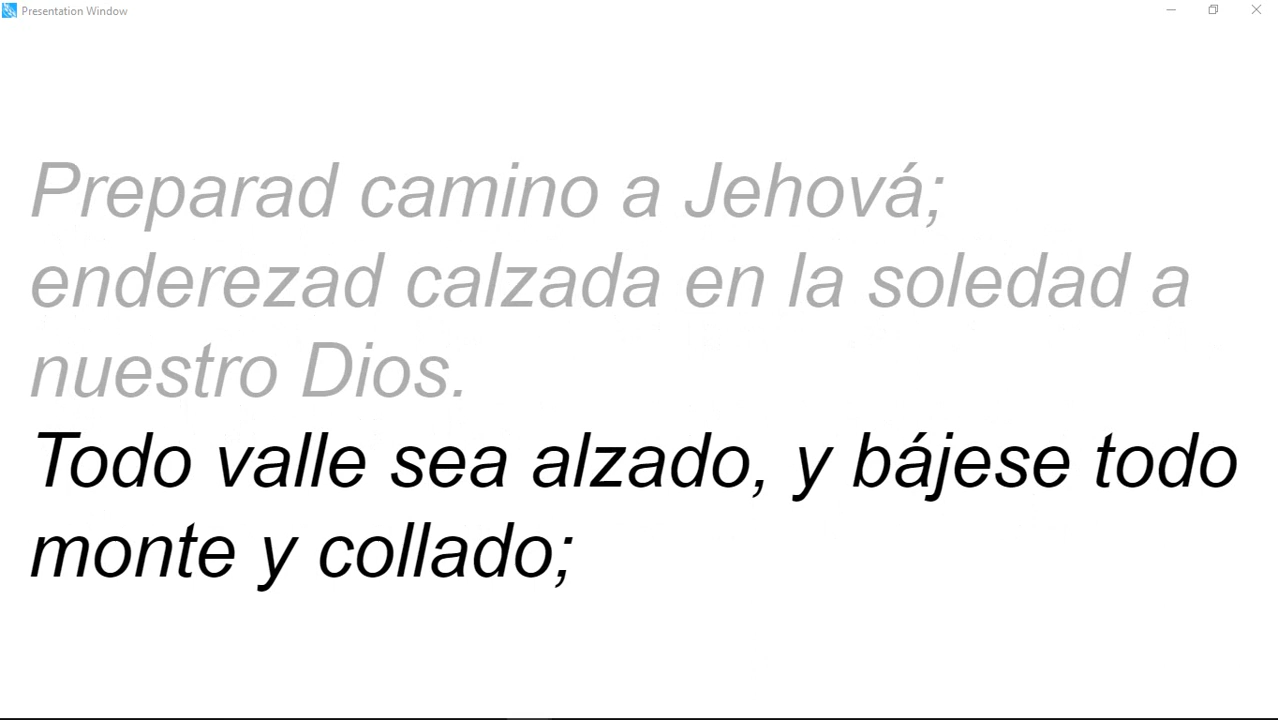 Presentation Window
Preparad camino a Jehová;
enderezad calzada en la soledad a
nuestro Dios.
Todo valle sea alzado, y bájese todo
monte y collado;